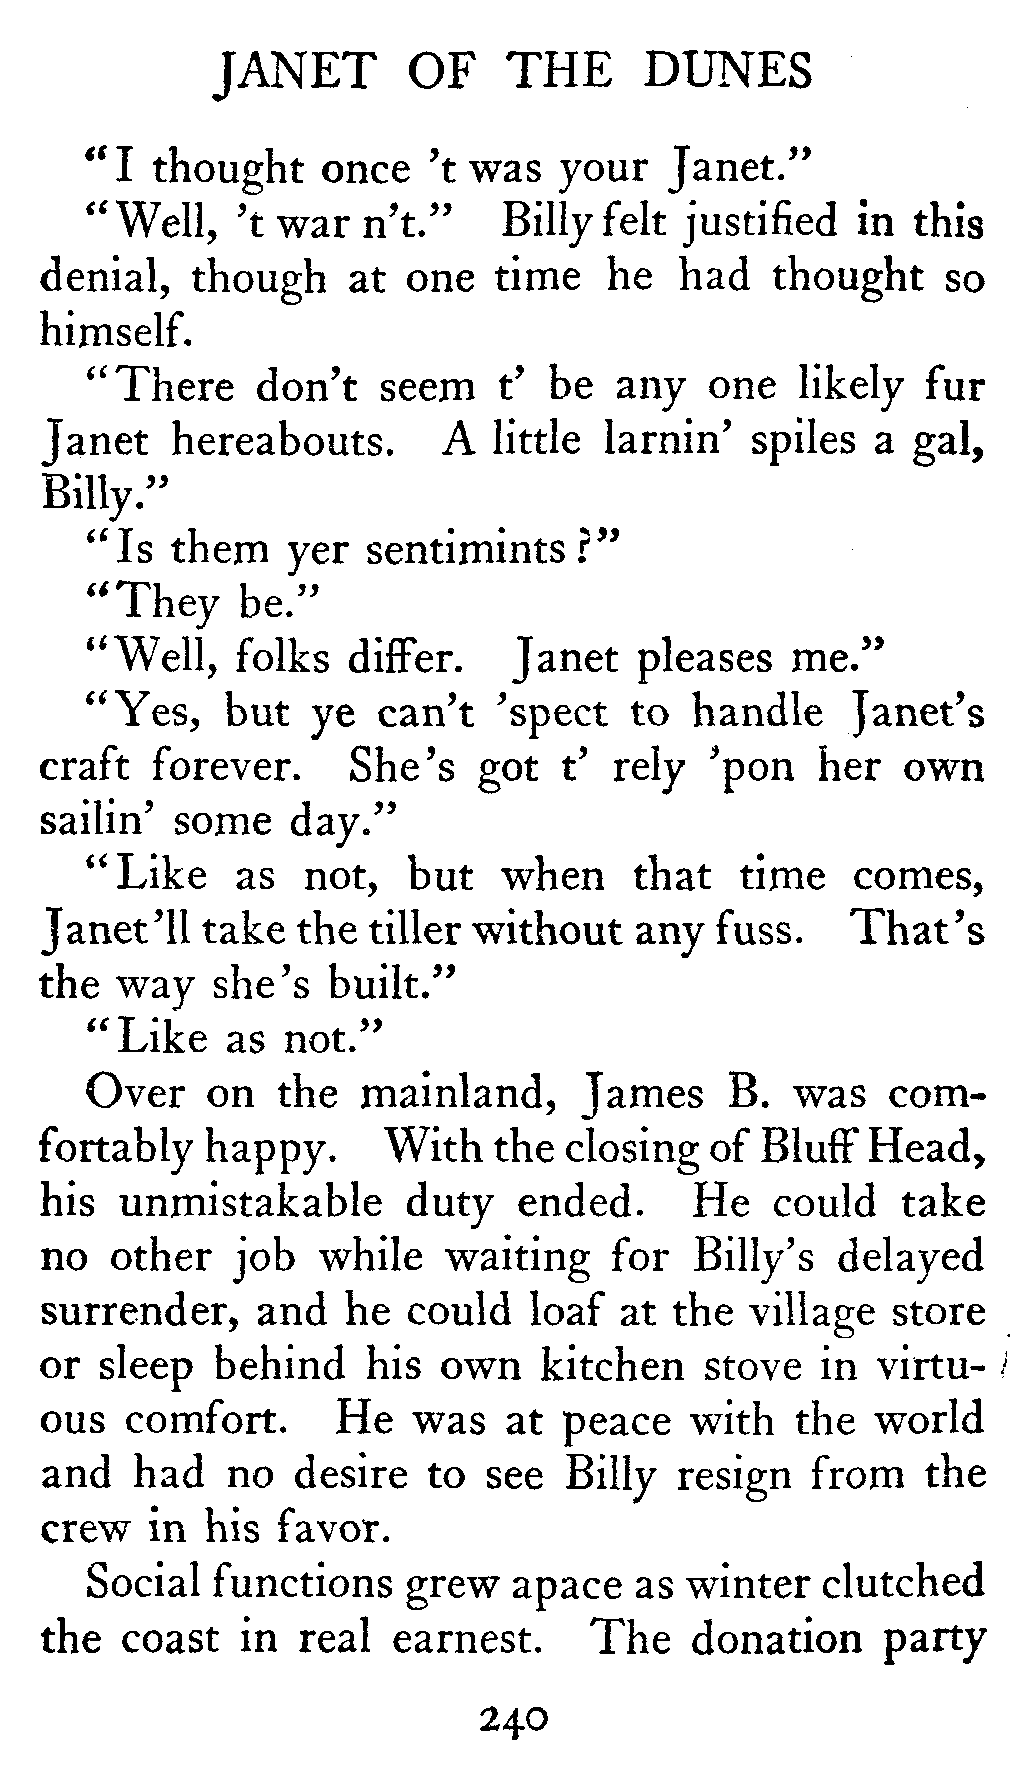 JANET OF THE DUNES
"I thought once 't was your Janet."
"Well, 't war n't." Billy felt justified in this
denial, though at one time he had thought so
himself.
"There don't seem t' be any one likely fur
Janet hereabouts. A little larnin' spiles a gal,
Billy."
"Is them yer sentimints?"
"They be."
"Well, folks differ. Janet pleases me."
"Yes, but ye can't 'spect to handle Janet's
craft forever. She's got t' rely 'pon her own
sailin' some day."
"Like as not, but when that time comes,
Janet'll take the tiller without any fuss. That's
the way she's built."
"Like as not."
Over on the mainland, James B. was com-
fortably happy. With the closing of Bluff Head,
his unmistakable duty ended. He could take
no other job while waiting for Billy's delayed
surrender, and he could loaf at the village store
or sleep behind his own kitchen stove in virtu-
ous comfort. He was at peace with the world
and had no desire to see Billy resign from the
crew in his favor.
Social functions grew apace as winter clutched
the coast in real earnest. The donation party
240